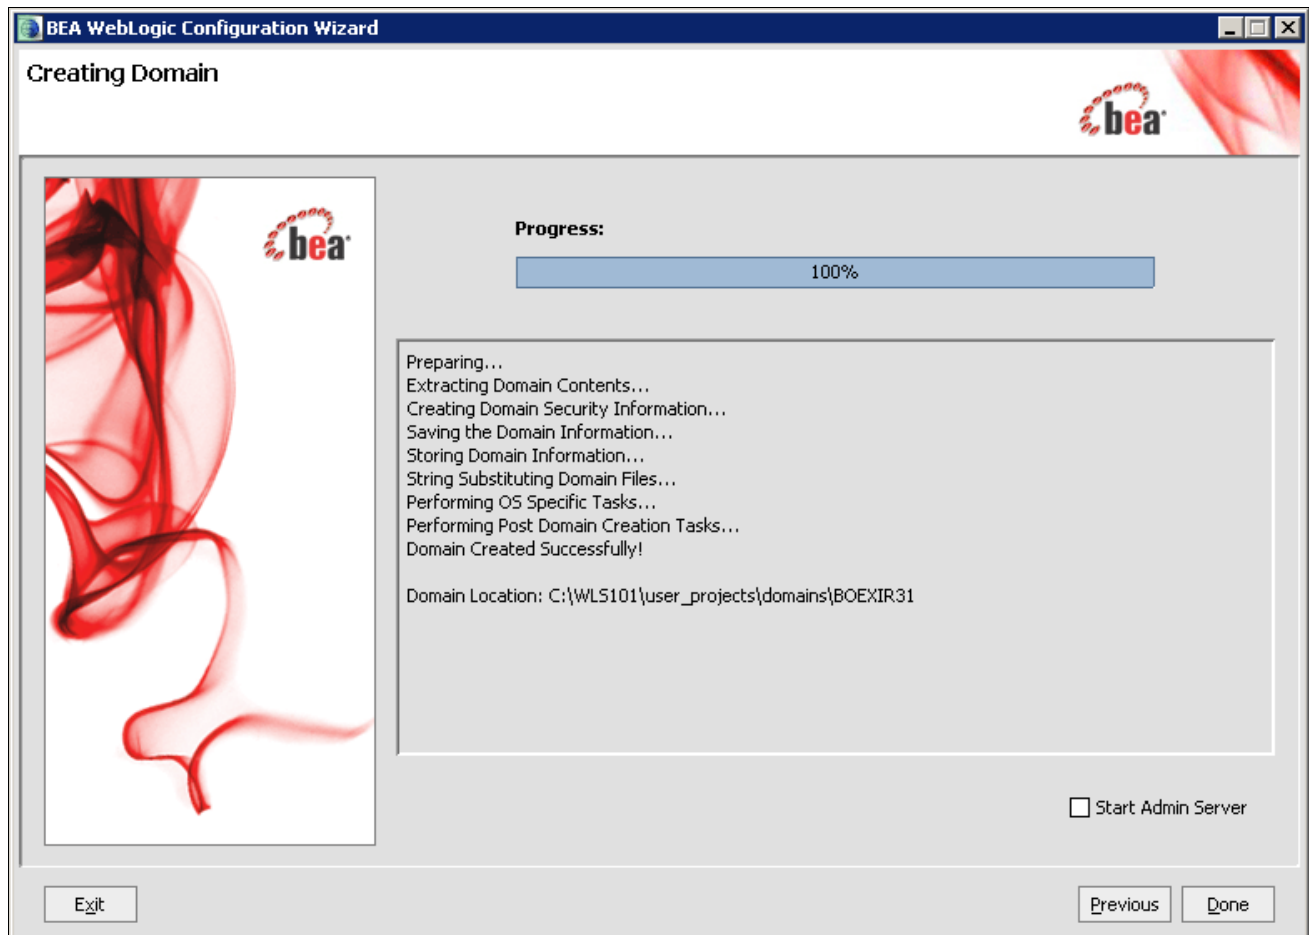 BEA WebLogic Configuration Wizard
Creating Domain
bea
bea
Progress:
100%
Preparing...
Extracting Domain Contents...
Creating Domain Security Information...
Saving the Domain Information...
Storing Domain Information...
String Substituting Domain Files...
Performing OS Specific Tasks...
Performing Post Domain Creation Tasks...
Domain Created Successfully!
Domain Location: C:\WLS101\user_projects\domains\BOEXIR31
Start Admin Server
Exit
Previous
Done